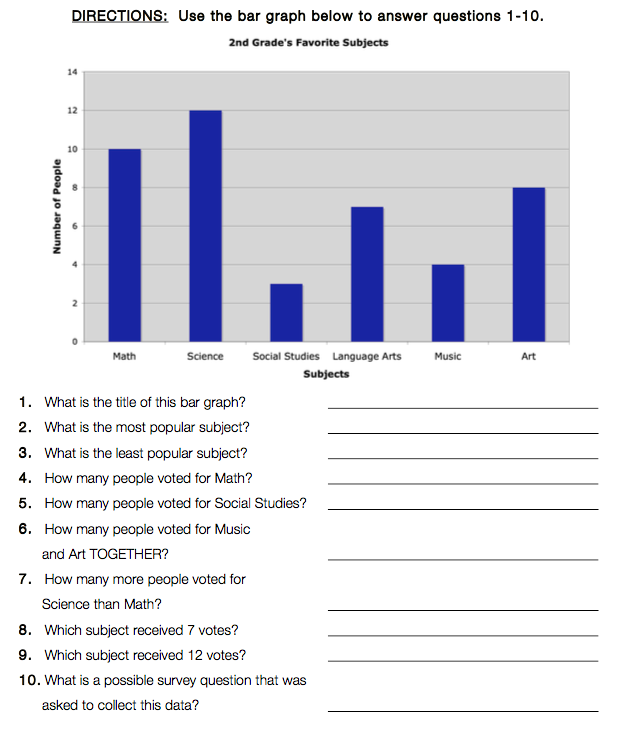 DIRECTIONS: Use the bar graph below to answer questions 1-10.
2nd Grade's Favorite Subjects
14
12
10
8
6
4
2
0
Number of People
Math Science Social Studies Language Arts Music Art
Subjects
1. What is the title of this bar graph?
2. What is the most popular subject?
3. What is the least popular subject?
4. How many people voted for Math?
5. How many people voted for Social Studies?
6. How many people voted for Music
and Art TOGETHER?
7. How many more people voted for
Science than Math?
8. Which subject received 7 votes?
9. Which subject received 12 votes?
10. What is a possible survey question that was
asked to collect this data?